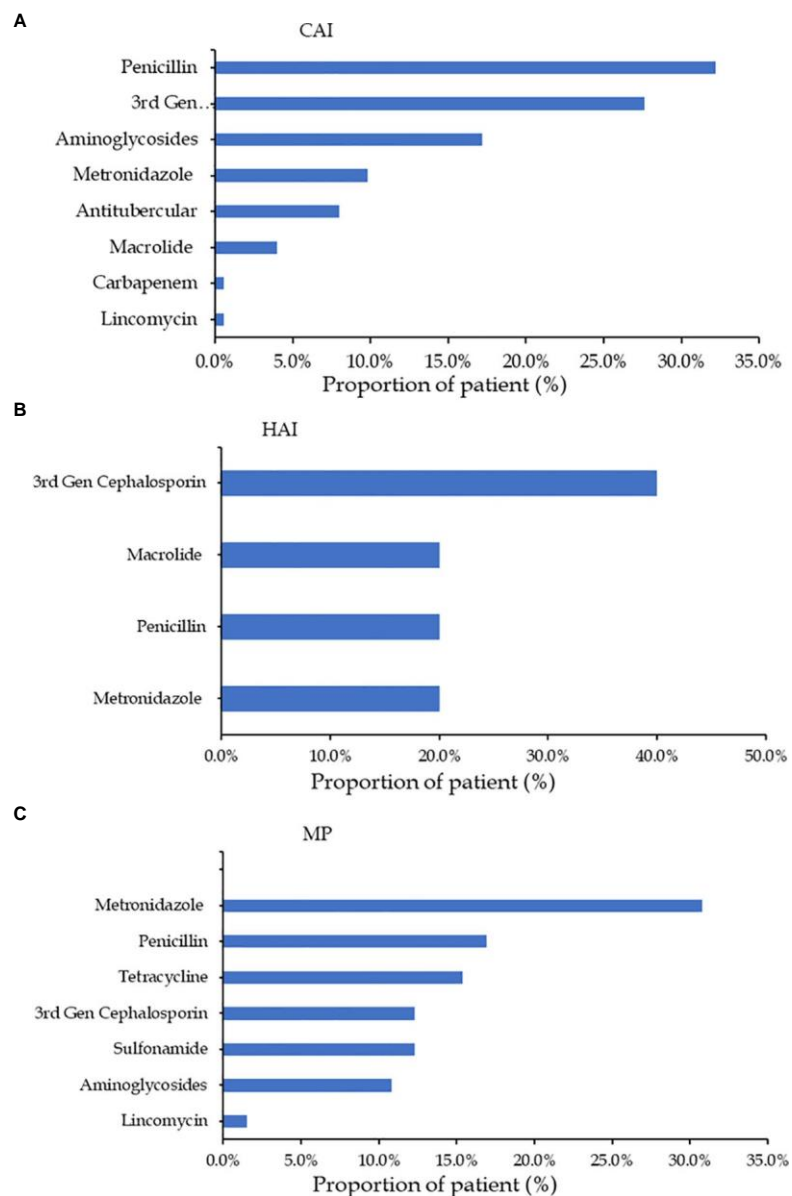 A
CAI
Penicillin
3rd Gen…
Aminoglycosides
Metronidazole
Antitubercular
Macrolide
Carbapenem
Lincomycin
0.0% 5.0% 10.0% 15.0% 20.0% 25.0% 30.0% 35.0%
Proportion of patient (%)
B
HAI
3rd Gen Cephalosporin
Macrolide
Penicillin
Metronidazole
0.0% 10.0% 20.0% 30.0% 40.0% 50.0%
Proportion of patient (%)
C
MP
Metronidazole
Penicillin
Tetracycline
3rd Gen Cephalosporin
Sulfonamide
Aminoglycosides
Lincomycin
0.0% 5.0% 10.0% 15.0% 20.0% 25.0% 30.0% 35.0%
Proportion of patient (%)